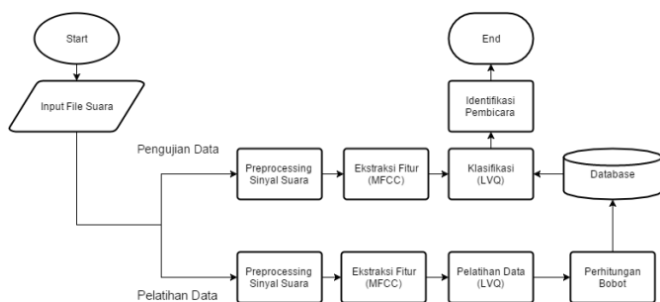 Start
Input File Suara
End
Identifikasi
Pembicara
Pengujian Data
Preprocessing
Sinyal Suara
Ekstraksi Fitur
(MFCC)
Klasifikasi
(LVQ)
Database
Pelatihan Data
Preprocessing
Sinyal Suara
Ekstraksi Fitur
(MFCC)
Pelatihan Data
(LVQ)
Perhitungan
Bobot